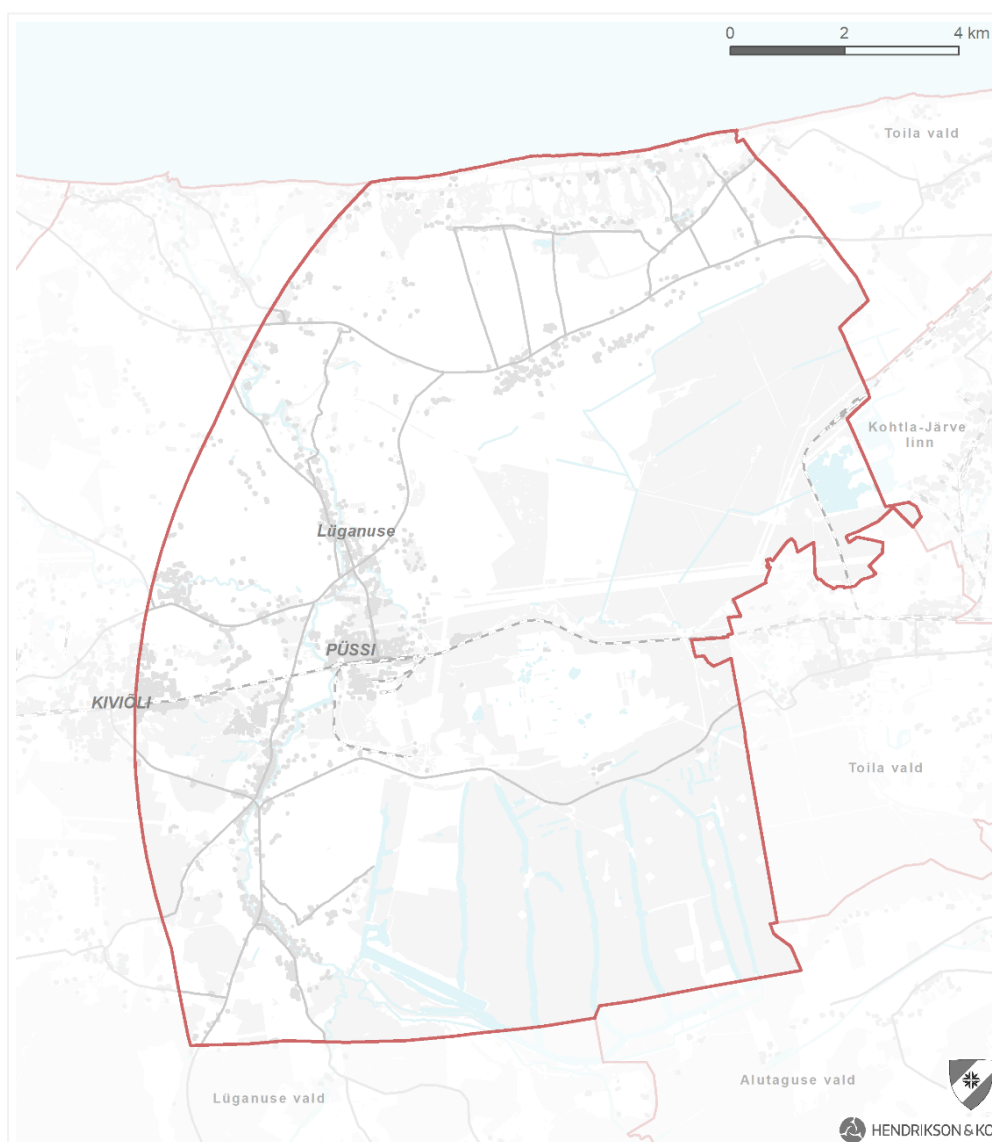 0 2 4 km
Toila vald
Kohtla-Järve
linn
Lüganuse
PÜSSI
KIVIÕLI
Toila vald
Alutaguse vald
Lüganuse vald
HENDRIKSON & KO